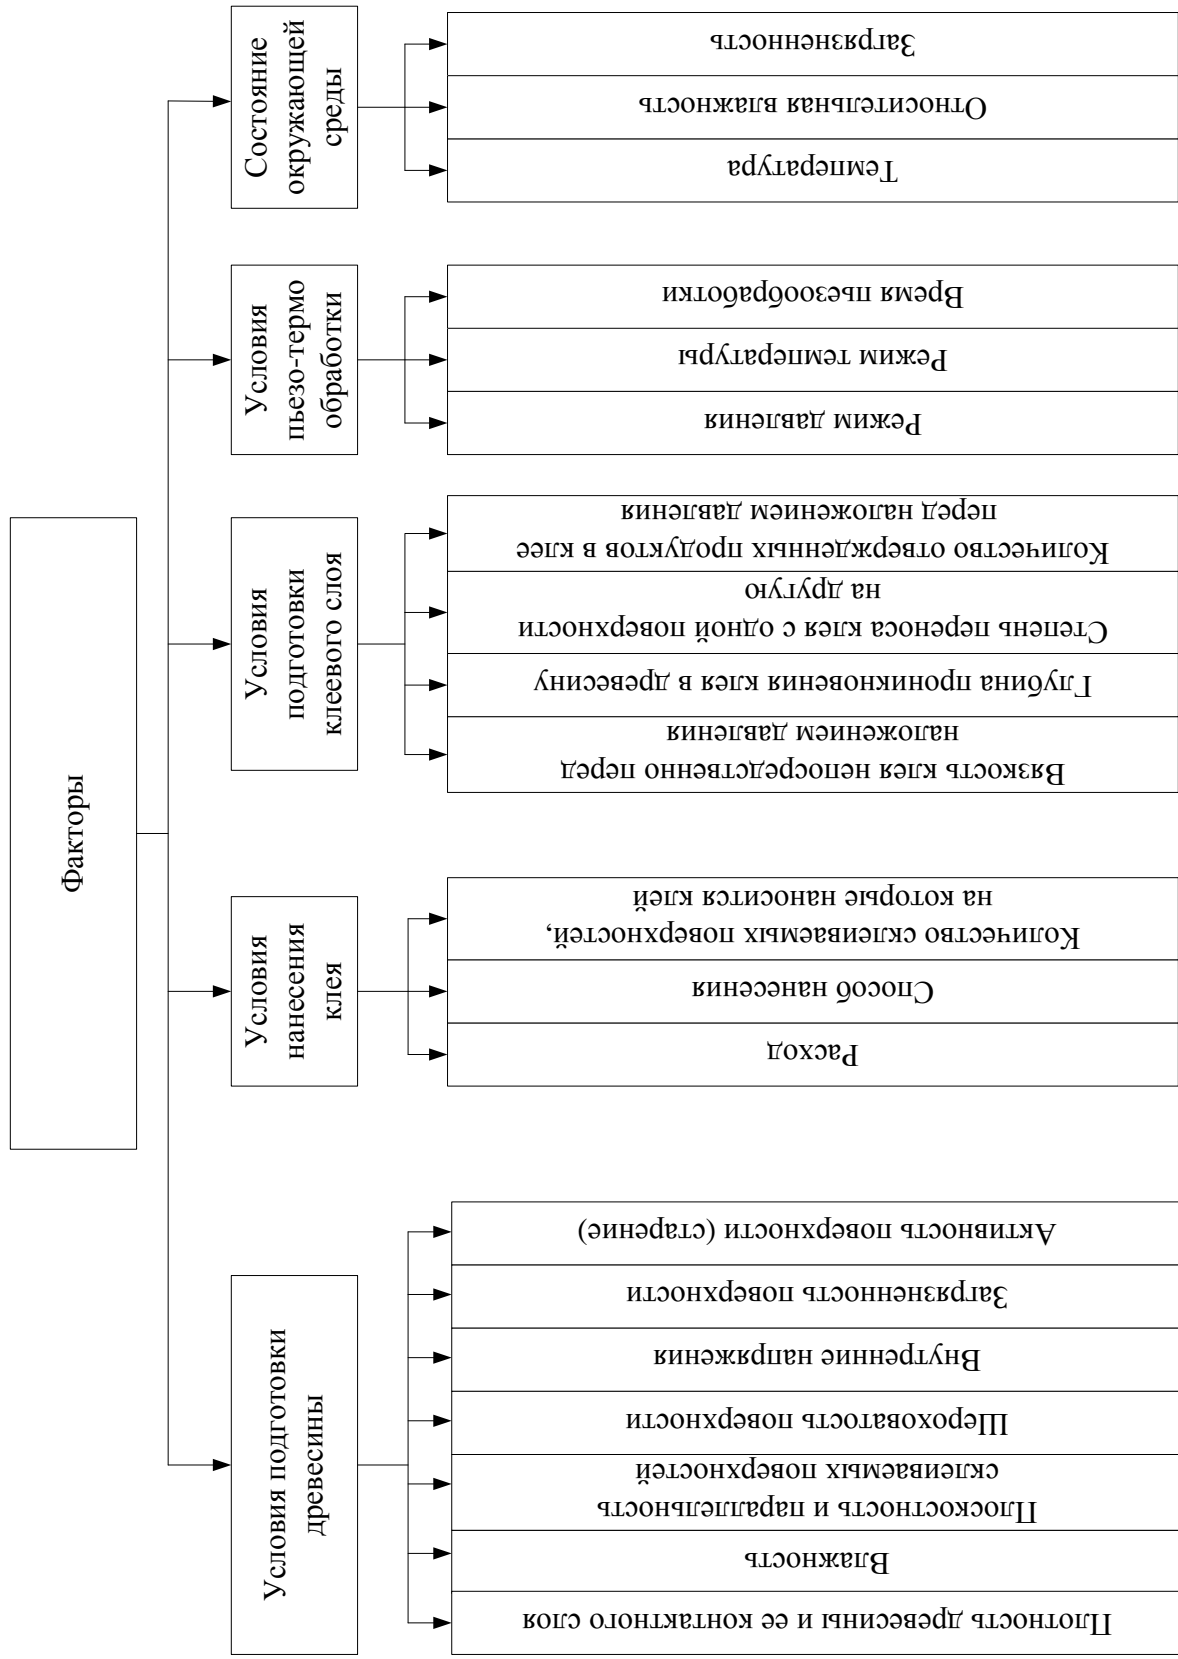 Факторы
Условия подготовки
древесины
Плотность древесины и ее контактного слоя
Влажность
Плоскостность и параллельность
склеиваемых поверхностей
Шероховатость поверхности
Внутренние напряжения
Загрязненность поверхности
Активность поверхности (старение)
Условия
нанесения
клея
Расход
Способ нанесения
Количество склеиваемых поверхностей,
на которые наносится клей
Условия
подготовки
клеевого слоя
Вязкость клея непосредственно перед
наложением давления
Глубина проникновения клея в древесину
Степень переноса клея с одной поверхности
на другую
Количество отвержденных продуктов в клее
перед наложением давления
Условия
пьезо-термо
обработки
Режим давления
Режим температуры
Время пьезообработки
Состояние
окружающей
среды
Температура
Относительная влажность
Загрязненность